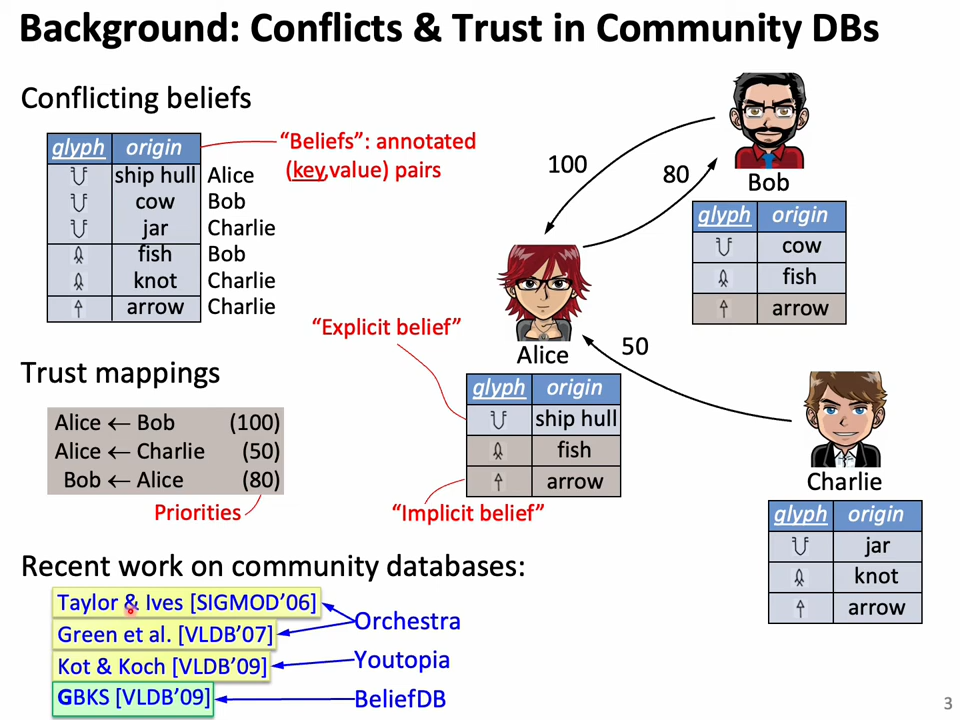 Background: Conflicts & Trust in Community DBs
Conflicting beliefs
glyph origin
ship hull Alice
cow Bob
jar Charlie
fish Bob
knot Charlie
arrow Charlie
“Beliefs”: annotated
(key,value) pairs
100
80
Bob
glyph origin
cow
fish
arrow
“Explicit belief”
Alice
50
glyph origin
ship hull
fish
arrow
“Implicit belief”
Charlie
glyph origin
jar
knot
arrow
Trust mappings
Alice ← Bob (100)
Alice ← Charlie (50)
Bob ← Alice (80)
Priorities
Recent work on community databases:
Taylor & Ives [SIGMOD’06]
Green et al. [VLDB’07]
Orchestra
Kot & Koch [VLDB’09]
Youtopia
GBKS [VLDB’09]
BeliefDB
3